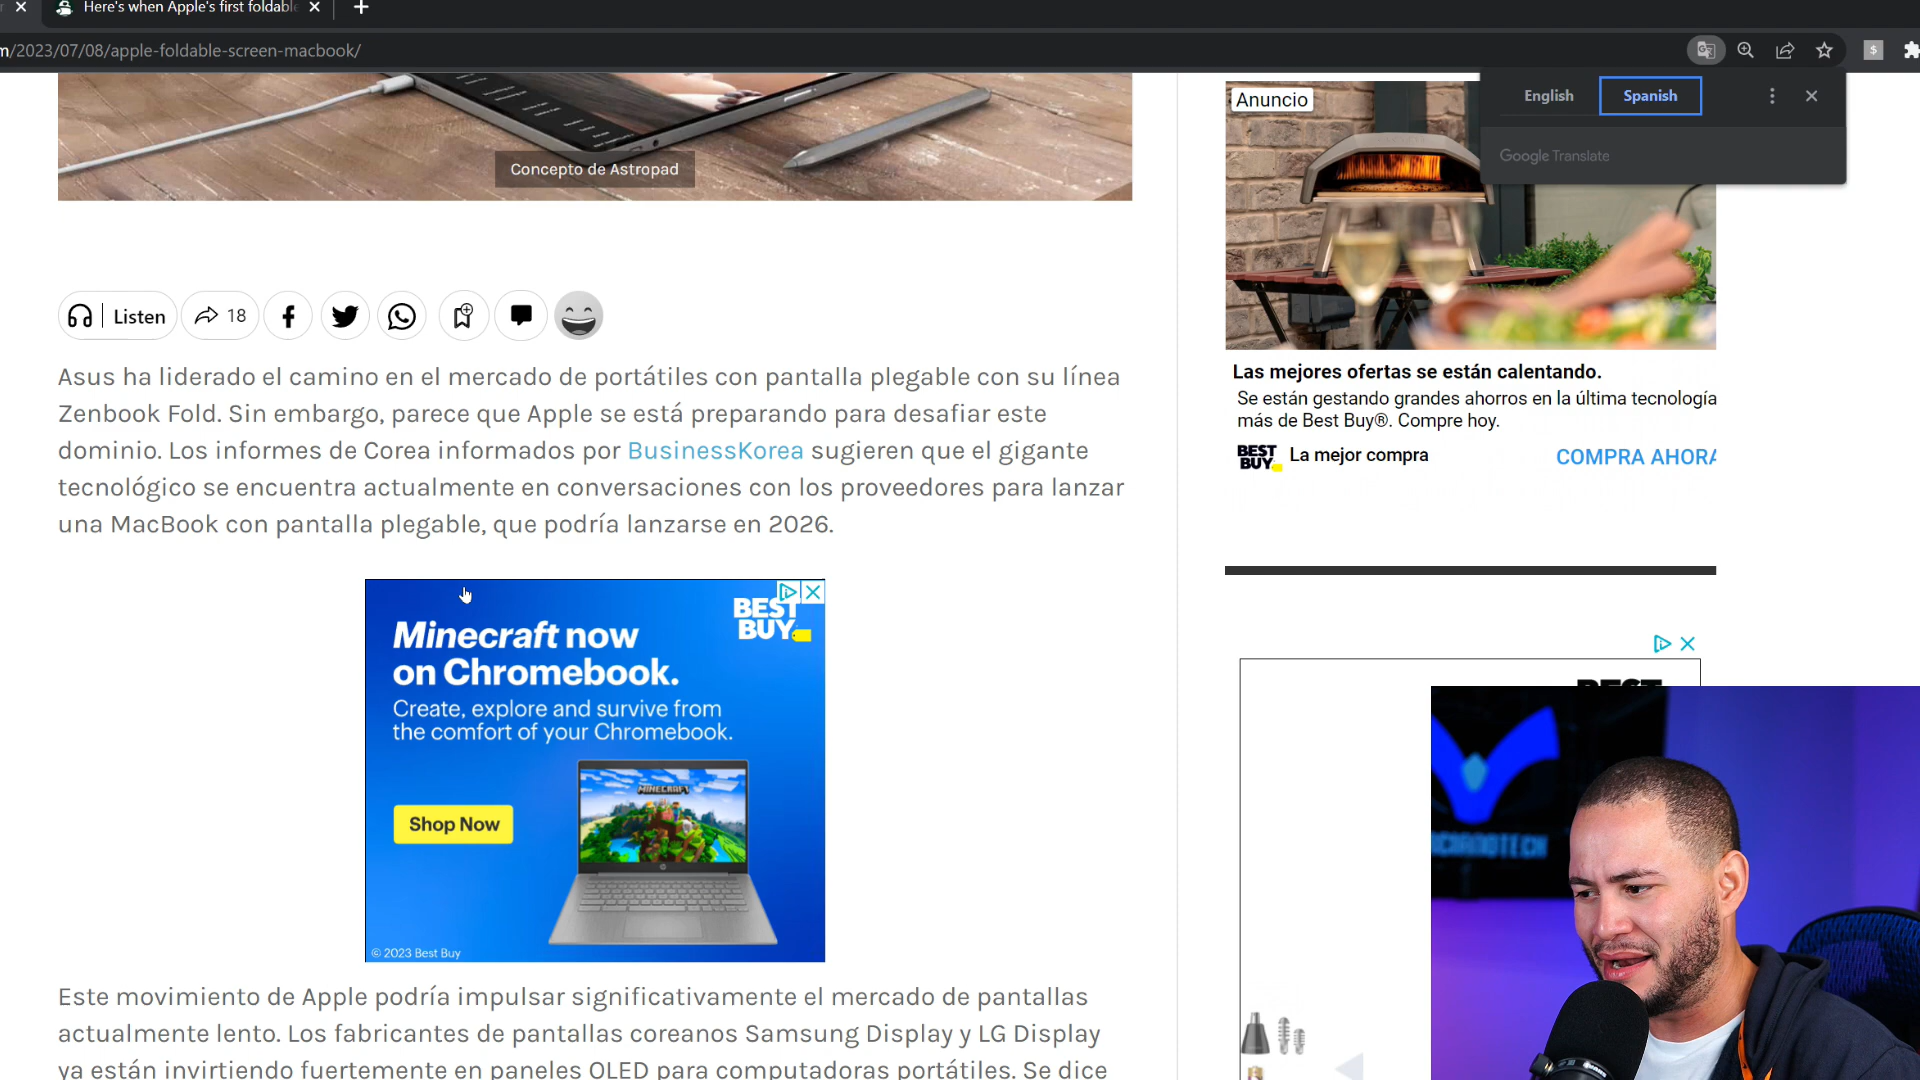 Here's when Apple's first foldable
m/2023/07/08/apple-foldable-screen-macbook/
English
Spanish
Google Translate
Concepto de Astropad
Anuncio
Listen
18
Las mejores ofertas se están calentando.
Se están gestando grandes ahorros en la última tecnología
más de Best Buy®. Compre hoy.
BEST BUY
La mejor compra
COMPRA AHORA
Asus ha liderado el camino en el mercado de portátiles con pantalla plegable con su línea
Zenbook Fold. Sin embargo, parece que Apple se está preparando para desafiar este
dominio. Los informes de Corea informados por BusinessKorea sugieren que el gigante
tecnológico se encuentra actualmente en conversaciones con los proveedores para lanzar
una MacBook con pantalla plegable, que podría lanzarse en 2026.
BEST
BUY
Minecraft now
on Chromebook.
Create, explore and survive from
the comfort of your Chromebook.
MINECRAFT
Shop Now
© 2023 Best Buy
BEST
Este movimiento de Apple podría impulsar significativamente el mercado de pantallas
actualmente lento. Los fabricantes de pantallas coreanos Samsung Display y LG Display
ya están invirtiendo fuertemente en paneles OLED para computadoras portátiles. Se dice